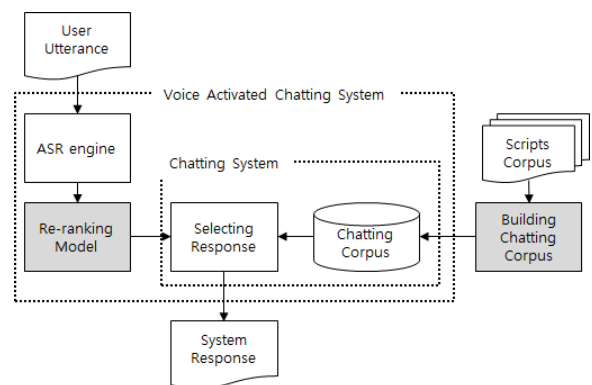 User
Utterance
Voice Activated Chatting System
ASR engine
Scripts
Corpus
Chatting System
Re-ranking
Model
Selecting
Response
Chatting
Corpus
Building
Chatting
Corpus
System
Response